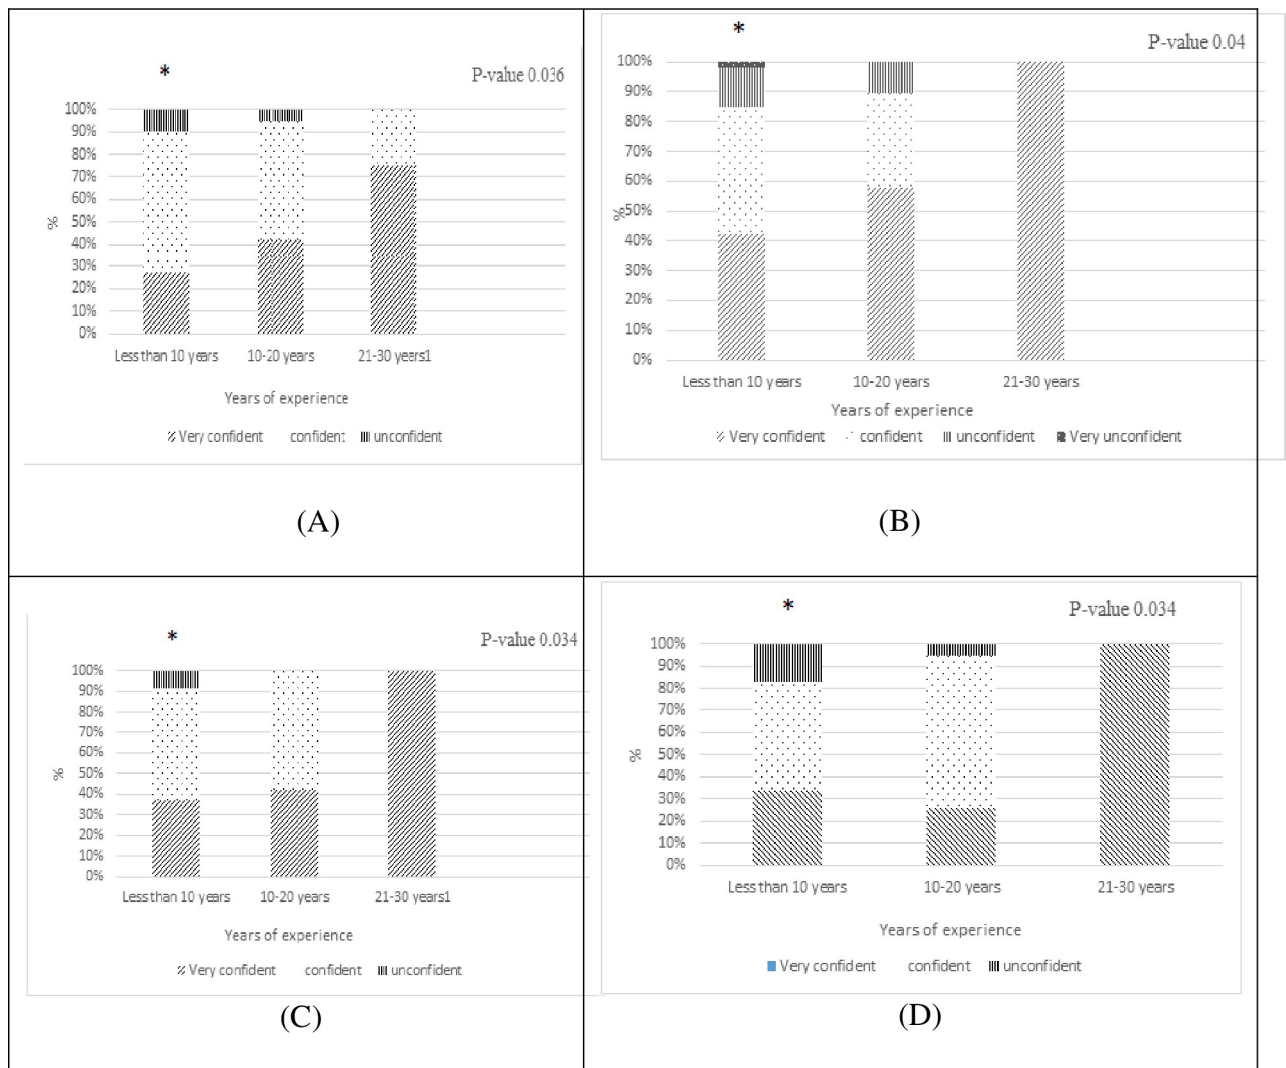 *
P-value 0.036
100%
90%
80%
70%
60%
50%
40%
30%
20%
10%
0%
%
Less than 10 years 10-20 years 21-30 years1
Years of experience
Very confident confident unconfident
(A)
*
P-value 0.04
100%
90%
80%
70%
60%
50%
40%
30%
20%
10%
0%
%
Less than 10 years 10-20 years 21-30 years
Years of experience
Very confident confident unconfident Very unconfident
(B)
*
P-value 0.034
100%
90%
80%
70%
60%
50%
40%
30%
20%
10%
0%
%
Less than 10 years 10-20 years 21-30 years1
Years of experience
Very confident confident unconfident
(C)
*
P-value 0.034
100%
90%
80%
70%
60%
50%
40%
30%
20%
10%
0%
%
Less than 10 years 10-20 years 21-30 years
Years of experience
Very confident confident unconfident
(D)